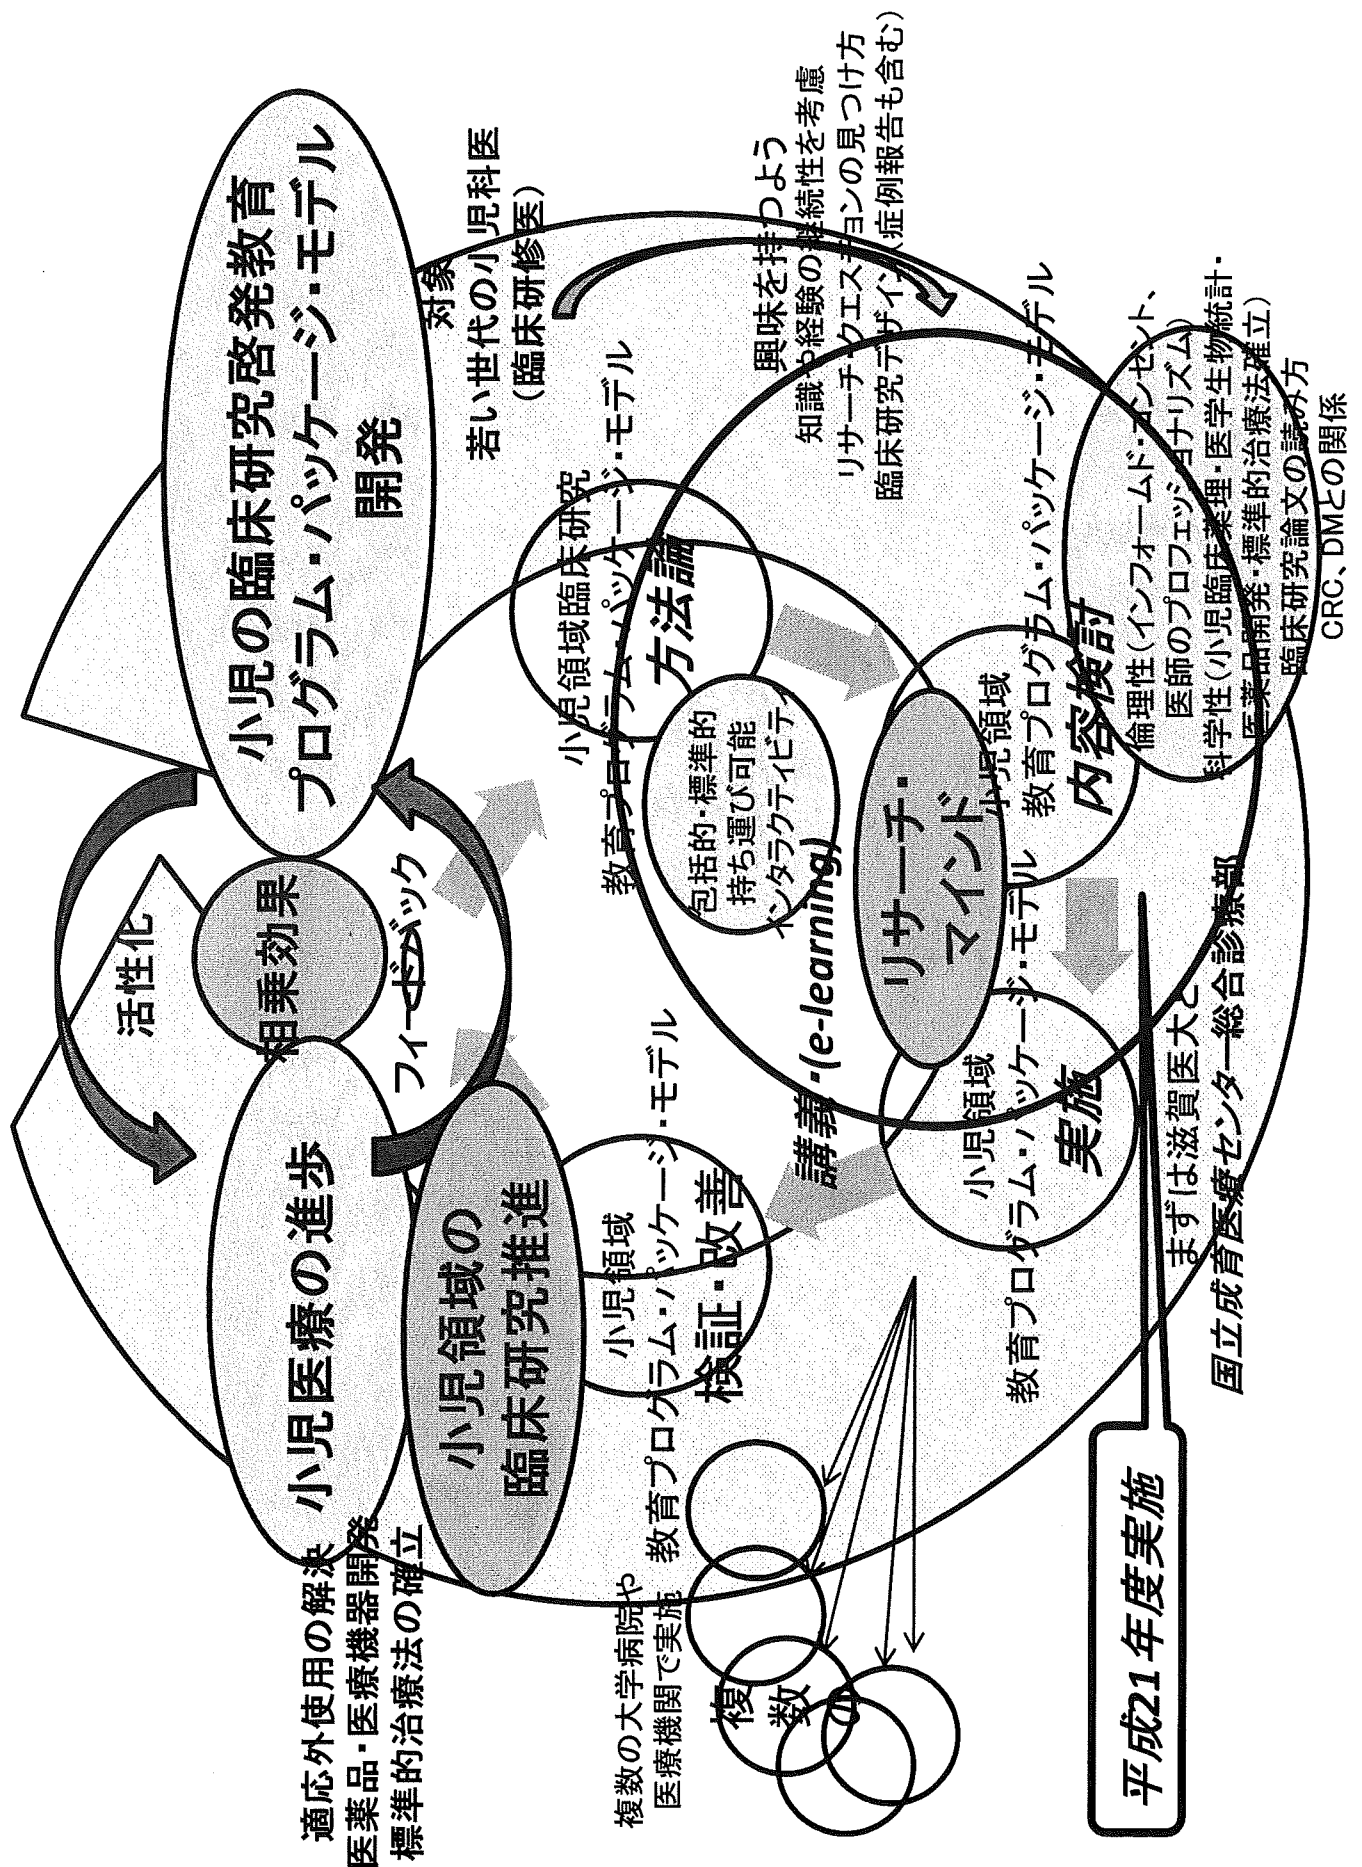 適応外使用の解決
医薬品・医療機器開発
標準的治療法の確立
小児医療の進歩
小児領域の
臨床研究推進
活性化
相乗効果
フィードバック
小児の臨床研究啓発教育
プログラム・パッケージ・モデル
開発
対象
若い世代の小児科医
(臨床研修医)
小児領域臨床研究
教育プログラム・パッケージ・モデル
方法論
包括的・標準的
持ち運び可能
インタラクティビティ
興味を持つよう
知識や経験の継続性を考慮
リサーチ・クエスチョンの見つけ方
臨床研究デザイン(症例報告も含む)
講義・(e-learning)
リサーチ・
マインド
小児領域
教育プログラム・パッケージ・モデル
内容検討
倫理性(インフォームド・コンセント、
医師のプロフェッショナリズム)
科学性(小児臨床薬理・医学生物統計・
医薬品開発・標準的治療法確立)
臨床研究論文の読み方
CRC、DMとの関係
小児領域
教育プログラム・パッケージ・モデル
実施
まずは滋賀医大と
国立成育医療センター総合診療部
平成21年度実施
小児領域
教育プログラム・パッケージ・モデル
検証・改善
複数の大学病院や
医療機関で実施
複
数